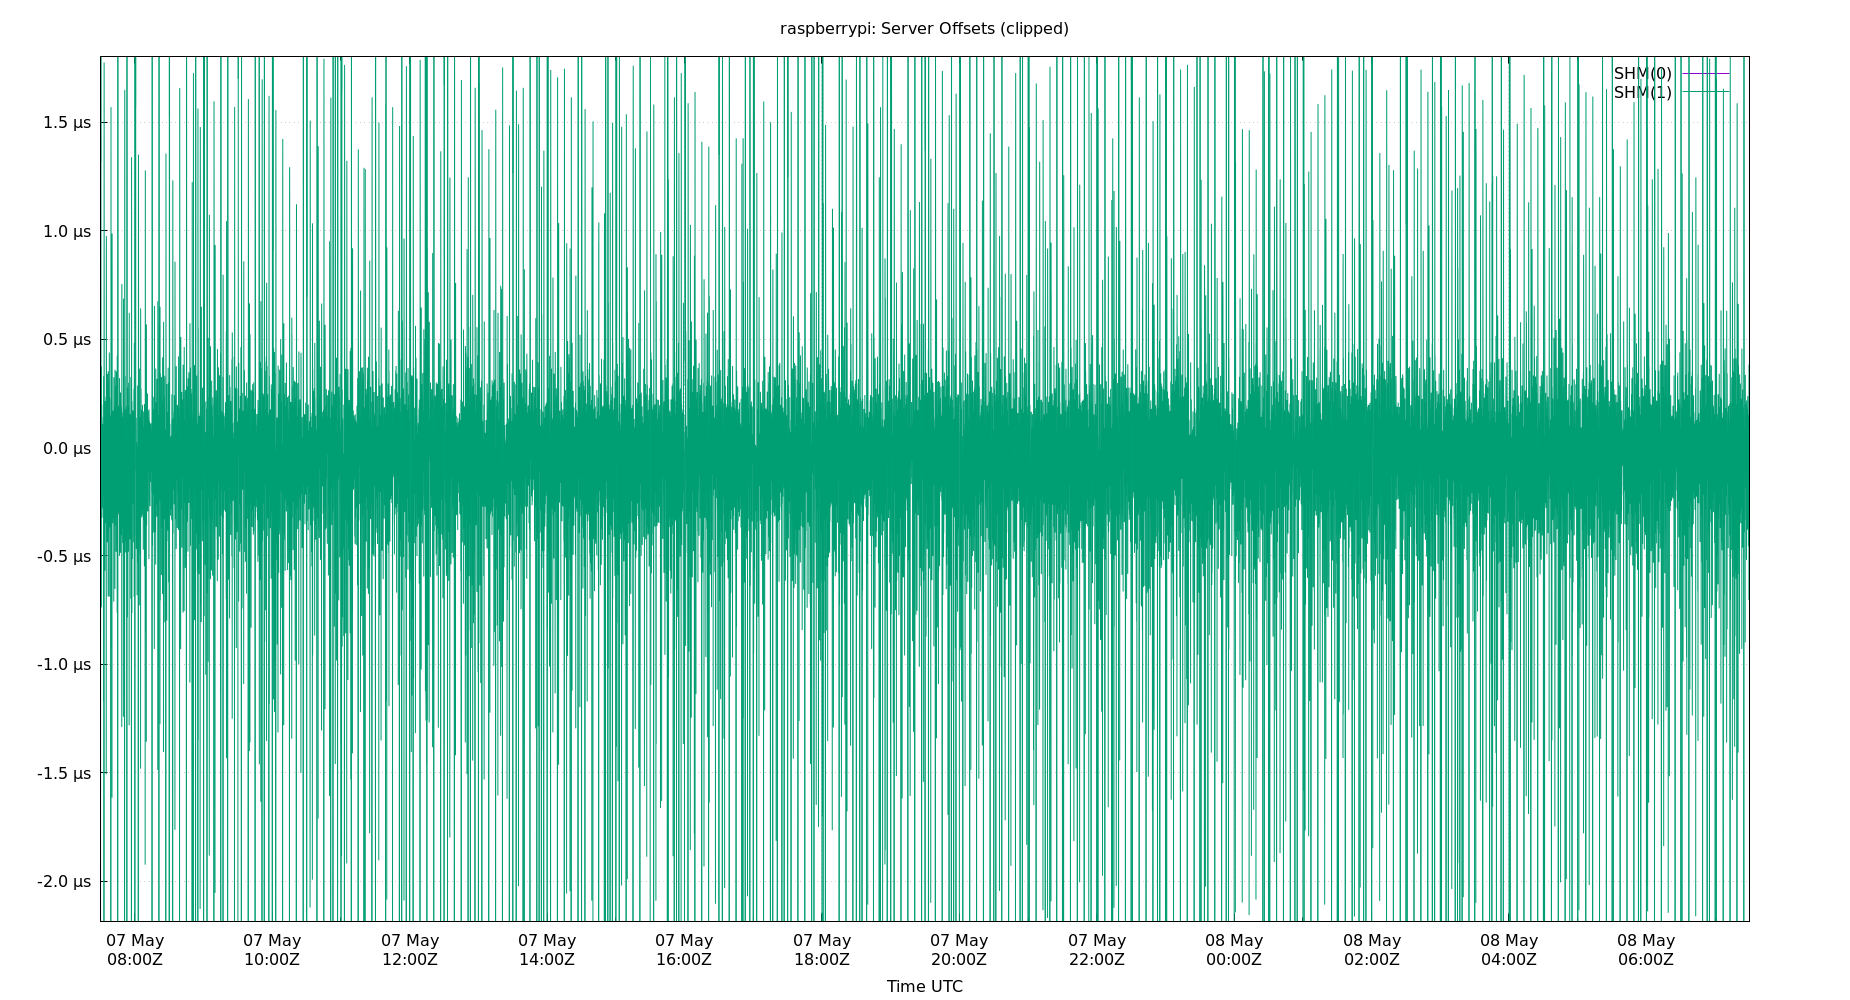 raspberrypi: Server Offsets (clipped)
SHM(0)
SHM(1)
1.5 µs
1.0 µs
0.5 µs
0.0 µs
-0.5 µs
-1.0 µs
-1.5 µs
-2.0 µs
07 May 07 May 07 May 07 May 07 May 07 May 07 May 07 May 08 May 08 May 08 May 08 May
08:00Z 10:00Z 12:00Z 14:00Z 16:00Z 18:00Z 20:00Z 22:00Z 00:00Z 02:00Z 04:00Z 06:00Z
Time UTC